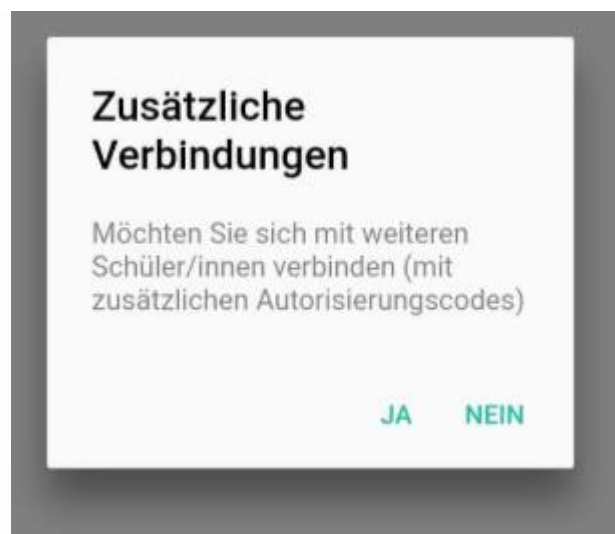 Zusätzliche
Verbindungen
Möchten Sie sich mit weiteren
Schüler/innen verbinden (mit
zusätzlichen Autorisierungscodes)
JA NEIN